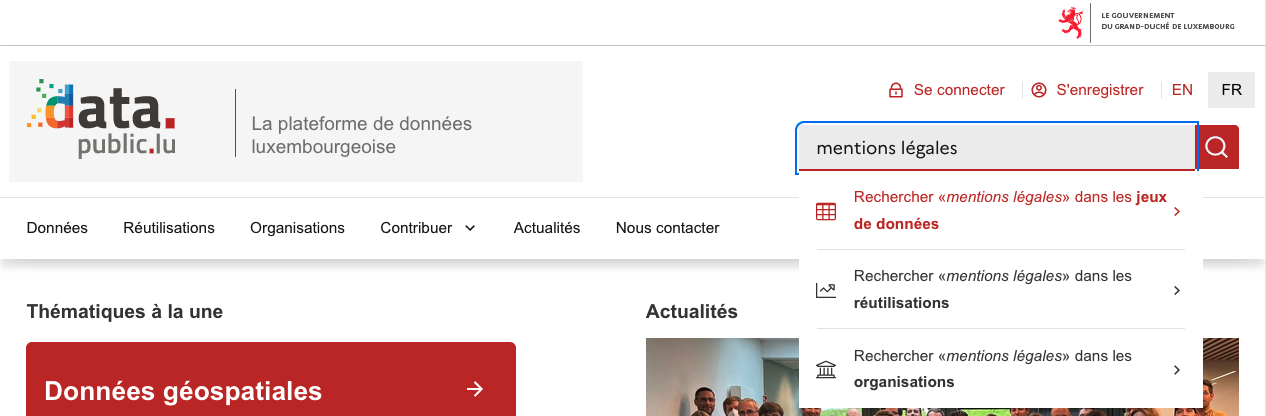 LE GOUVERNEMENT
DU GRAND-DUCHÉ DE LUXEMBOURG
data.
public.lu
La plateforme de données
luxembourgeoise
Se connecter
S'enregistrer
EN
FR
mentions légales
Rechercher «mentions légales» dans les jeux
de données
Rechercher «mentions légales» dans les
réutilisations
Rechercher «mentions légales» dans les
organisations
Données
Réutilisations
Organisations
Contribuer
Actualités
Nous contacter
Thématiques à la une
Données géospatiales
Actualités